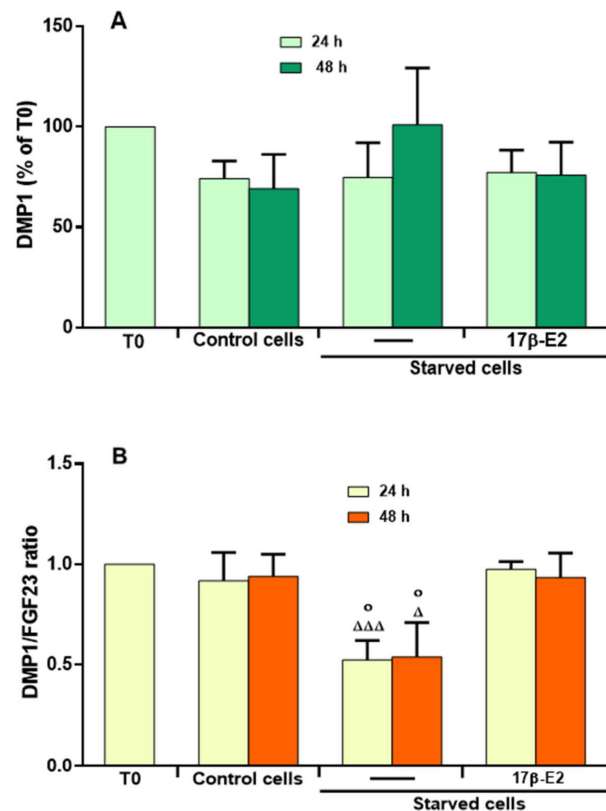 A
24 h
48 h
DMP1 (% of T0)
150
100
50
0
T0 Control cells — 17β-E2
Starved cells
B
24 h
48 h
DMP1/FGF23 ratio
1.5
1.0
0.5
0.0
o o
ΔΔΔ Δ
T0 Control cells — 17β-E2
Starved cells